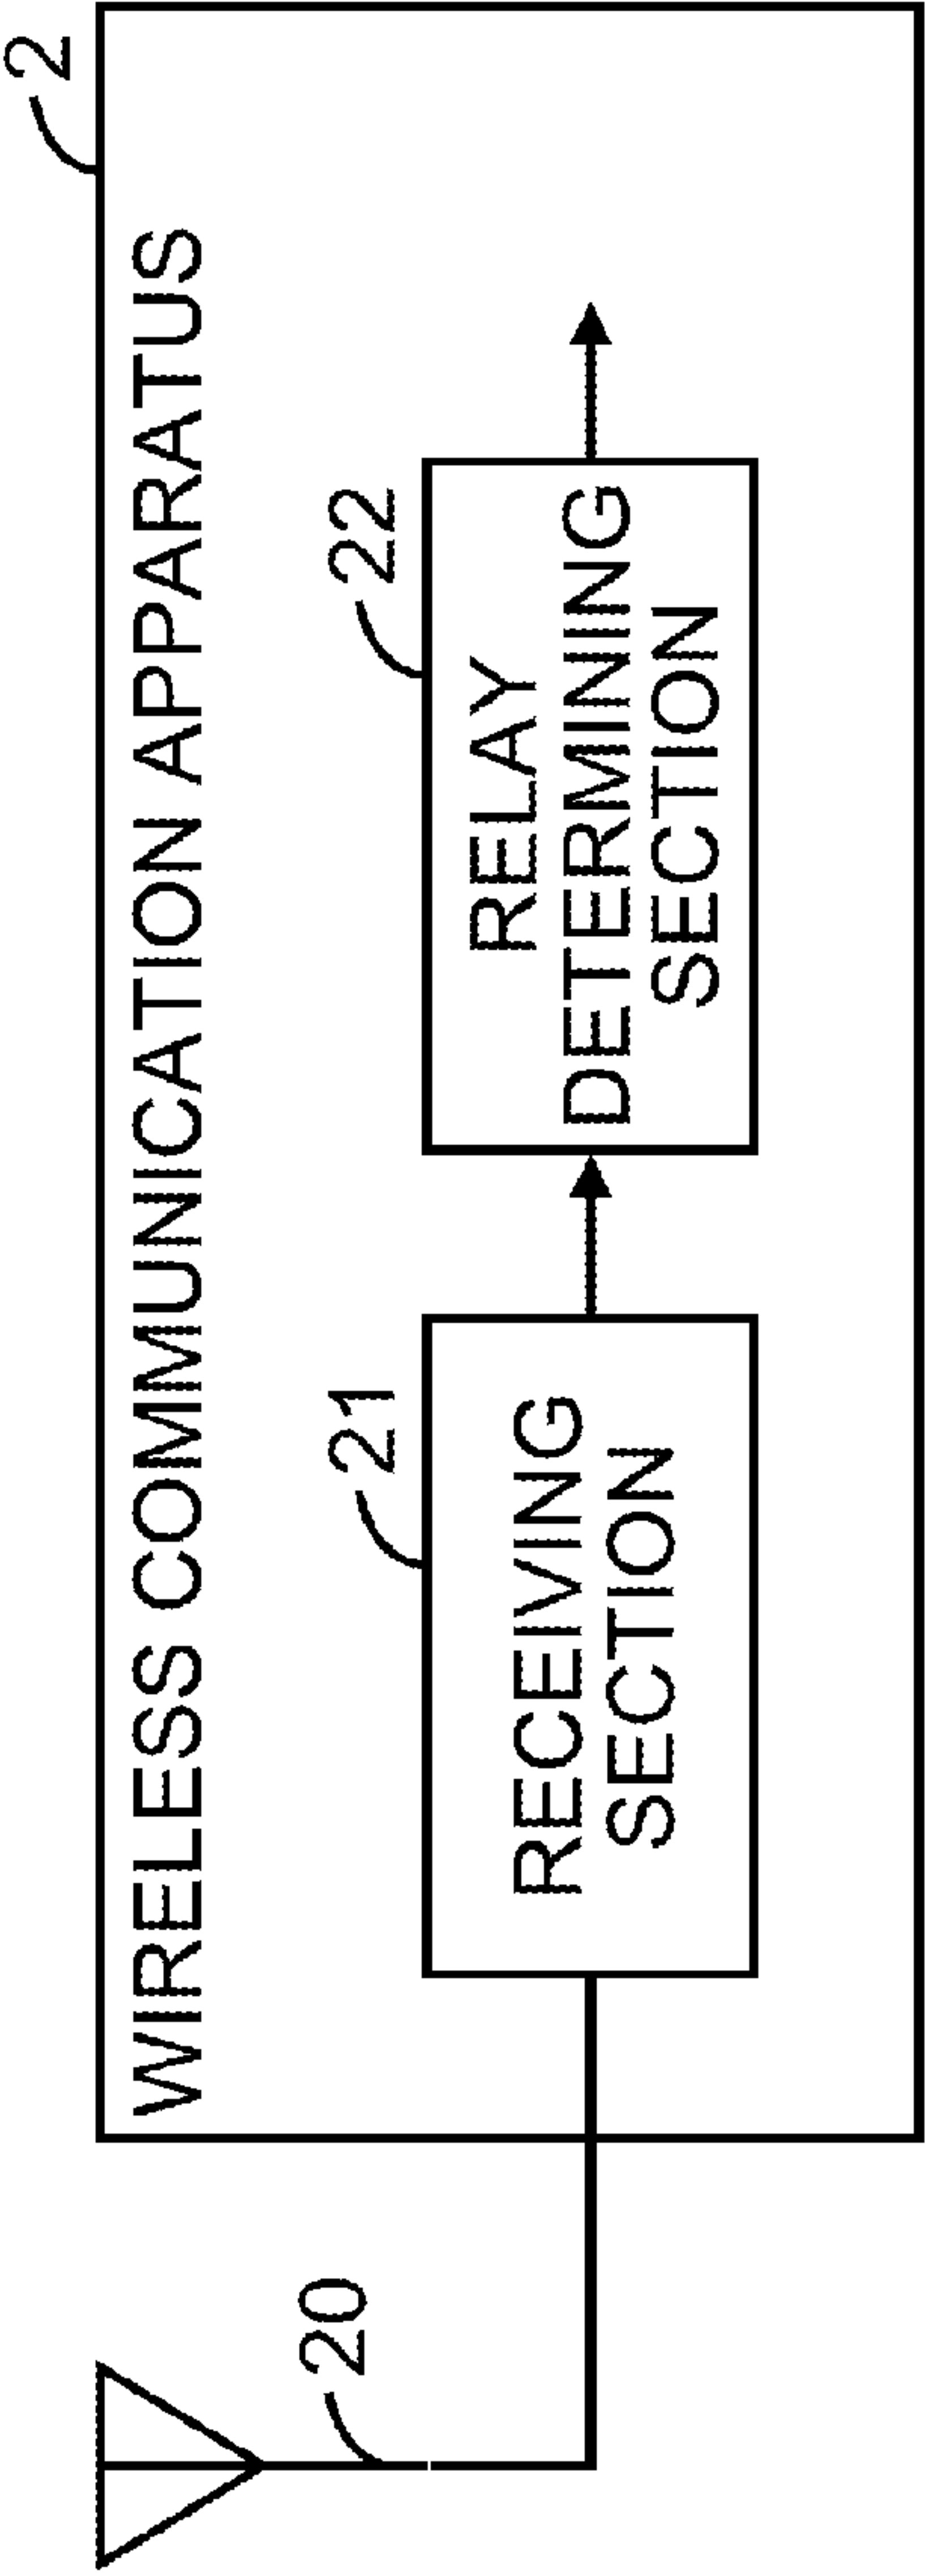 2
WIRELESS COMMUNICATION APPARATUS
20
21
22
RECEIVING
SECTION
RELAY
DETERMINING
SECTION